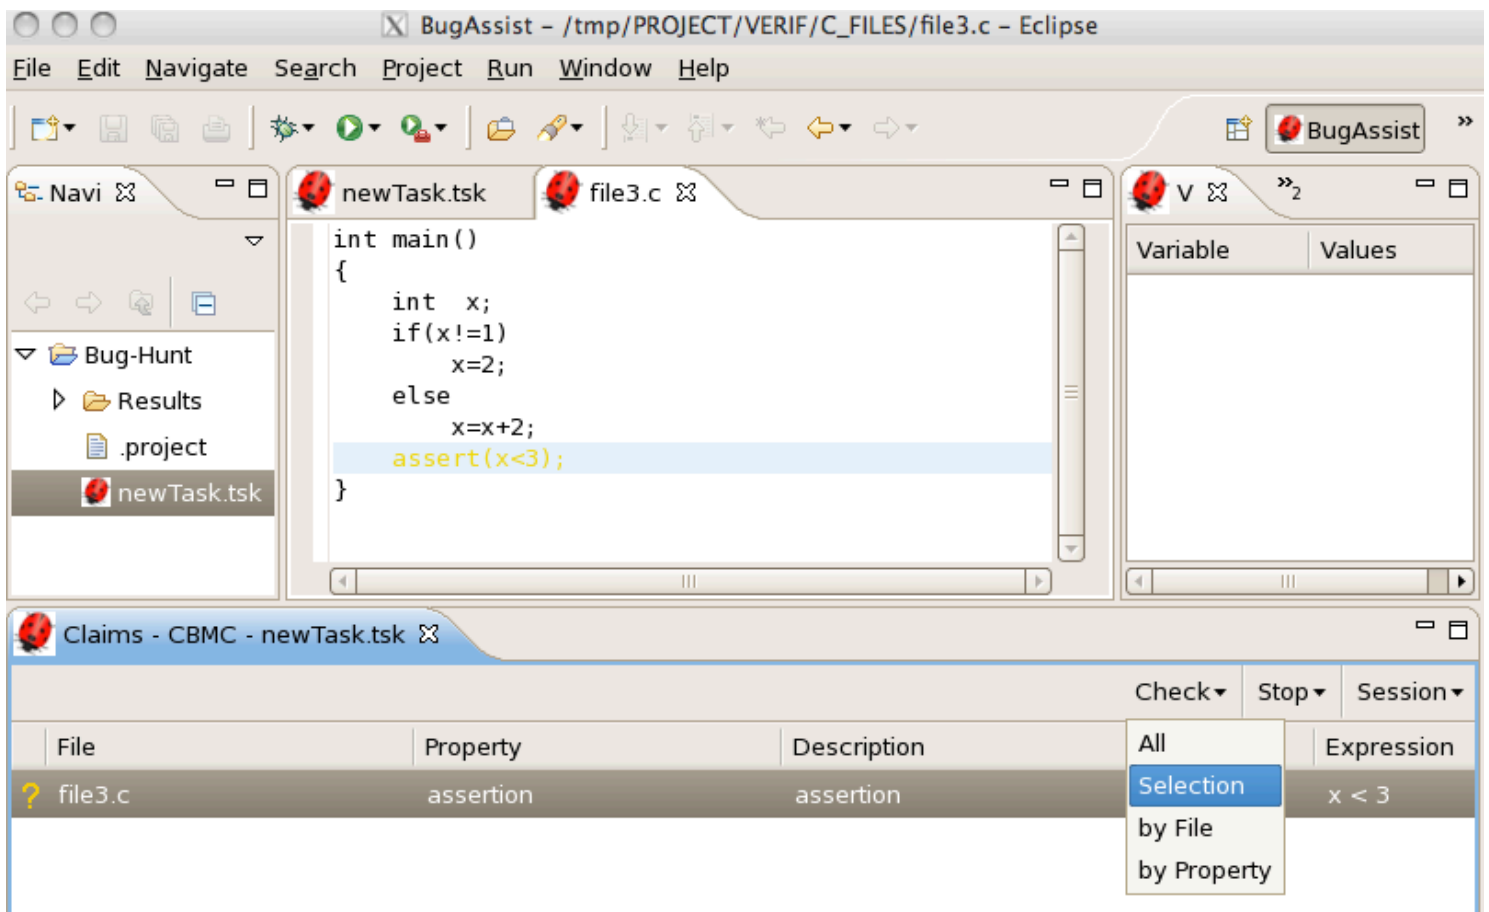 BugAssist – /tmp/PROJECT/VERIF/C_FILES/file3.c – Eclipse
File Edit Navigate Search Project Run Window Help
BugAssist »
Navi
newTask.tsk file3.c
V »2
int main()
{
int x;
if(x!=1)
x=2;
else
x=x+2;
assert(x<3);
}
Variable Values
Bug-Hunt
Results
.project
newTask.tsk
Claims - CBMC - newTask.tsk
Check Stop Session
File Property Description Expression
? file3.c assertion assertion x < 3
All
Selection
by File
by Property